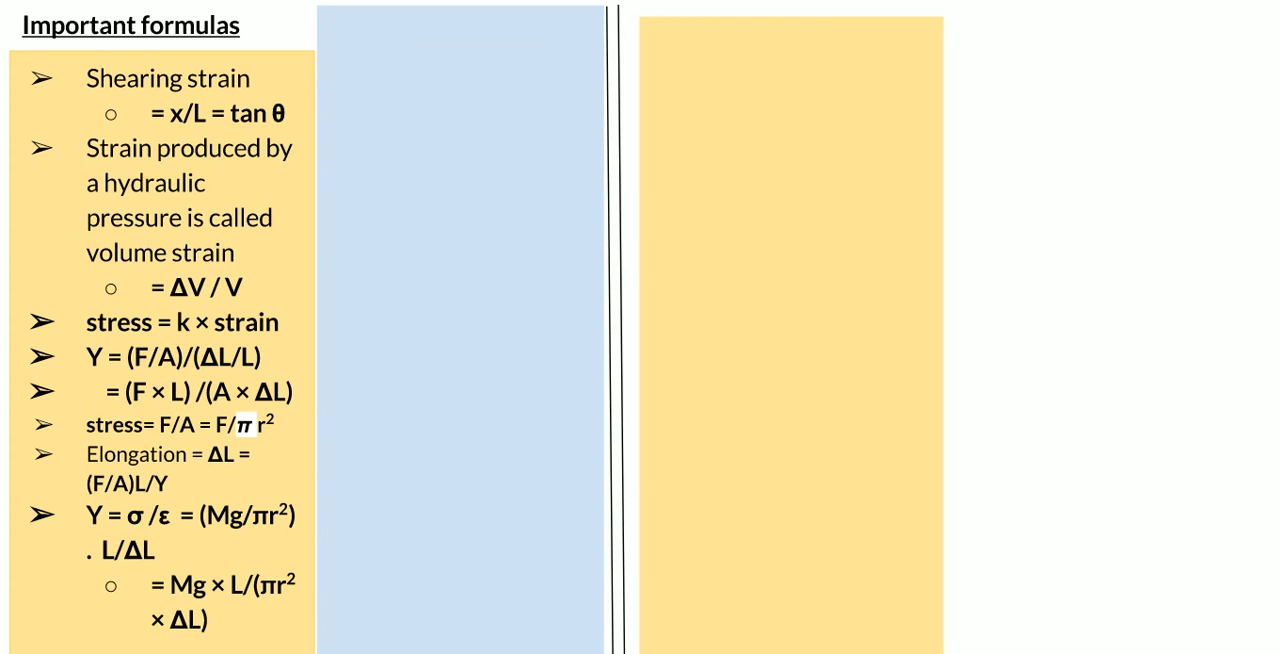 Important formulas
➢ Shearing strain
○ = x/L = tan θ
➢ Strain produced by
a hydraulic
pressure is called
volume strain
○ = ΔV / V
➢ stress = k × strain
➢ Y = (F/A)/(ΔL/L)
➢ = (F × L) /(A × ΔL)
➢ stress= F/A = F/π r²
➢ Elongation = ΔL =
(F/A)L/Y
➢ Y = σ /ε = (Mg/πr²)
. L/ΔL
○ = Mg × L/(πr²
× ΔL)